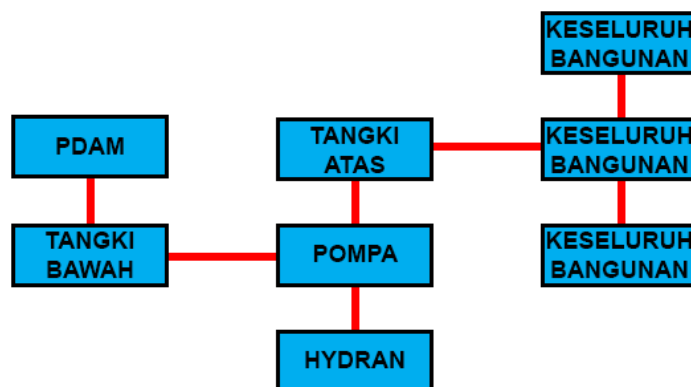 KESELURUH
BANGUNAN
PDAM
TANGKI
ATAS
KESELURUH
BANGUNAN
TANGKI
BAWAH
POMPA
KESELURUH
BANGUNAN
HYDRAN